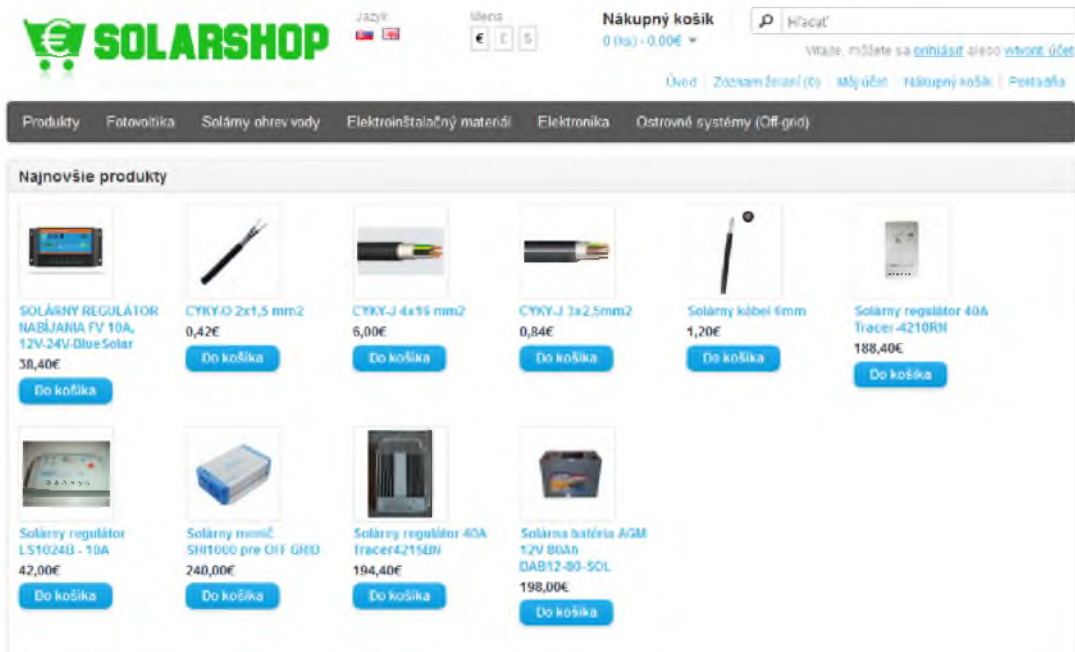 SOLARSHOP
Jazyk
Mena
€ £ $
Nákupný košík
0 (ks) - 0,00€
Hľadať
Vitajte, môžete sa prihlásiť alebo vytvoriť účet
Úvod Zoznam želaní (0) Môj účet Nákupný košík Pokladňa
Produkty Fotovoltika Solárny ohrev vody Elektroinštalačný materiál Elektronika Ostrovné systémy (Off-grid)
Najnovšie produkty
SOLÁRNY REGULÁTOR
NABÍJANIA FV 10A,
12V-24V-BlueSolar
38,40€
Do košíka
CYKY-O 2x1,5 mm2
0,42€
Do košíka
CYKY-J 4x16 mm2
6,00€
Do košíka
CYKY-J 3x2,5mm2
0,84€
Do košíka
Solárny kábel 6mm
1,20€
Do košíka
Solárny regulátor 40A
Tracer-4210RN
188,40€
Do košíka
Solárny regulátor
LS1024B - 10A
42,00€
Do košíka
Solárny menič
SHI1000 pre OFF GRID
240,00€
Do košíka
Solárny regulátor 40A
Tracer4215BN
194,40€
Do košíka
Solárna batéria AGM
12V 80Ah
DAB12-80-SOL
198,00€
Do košíka